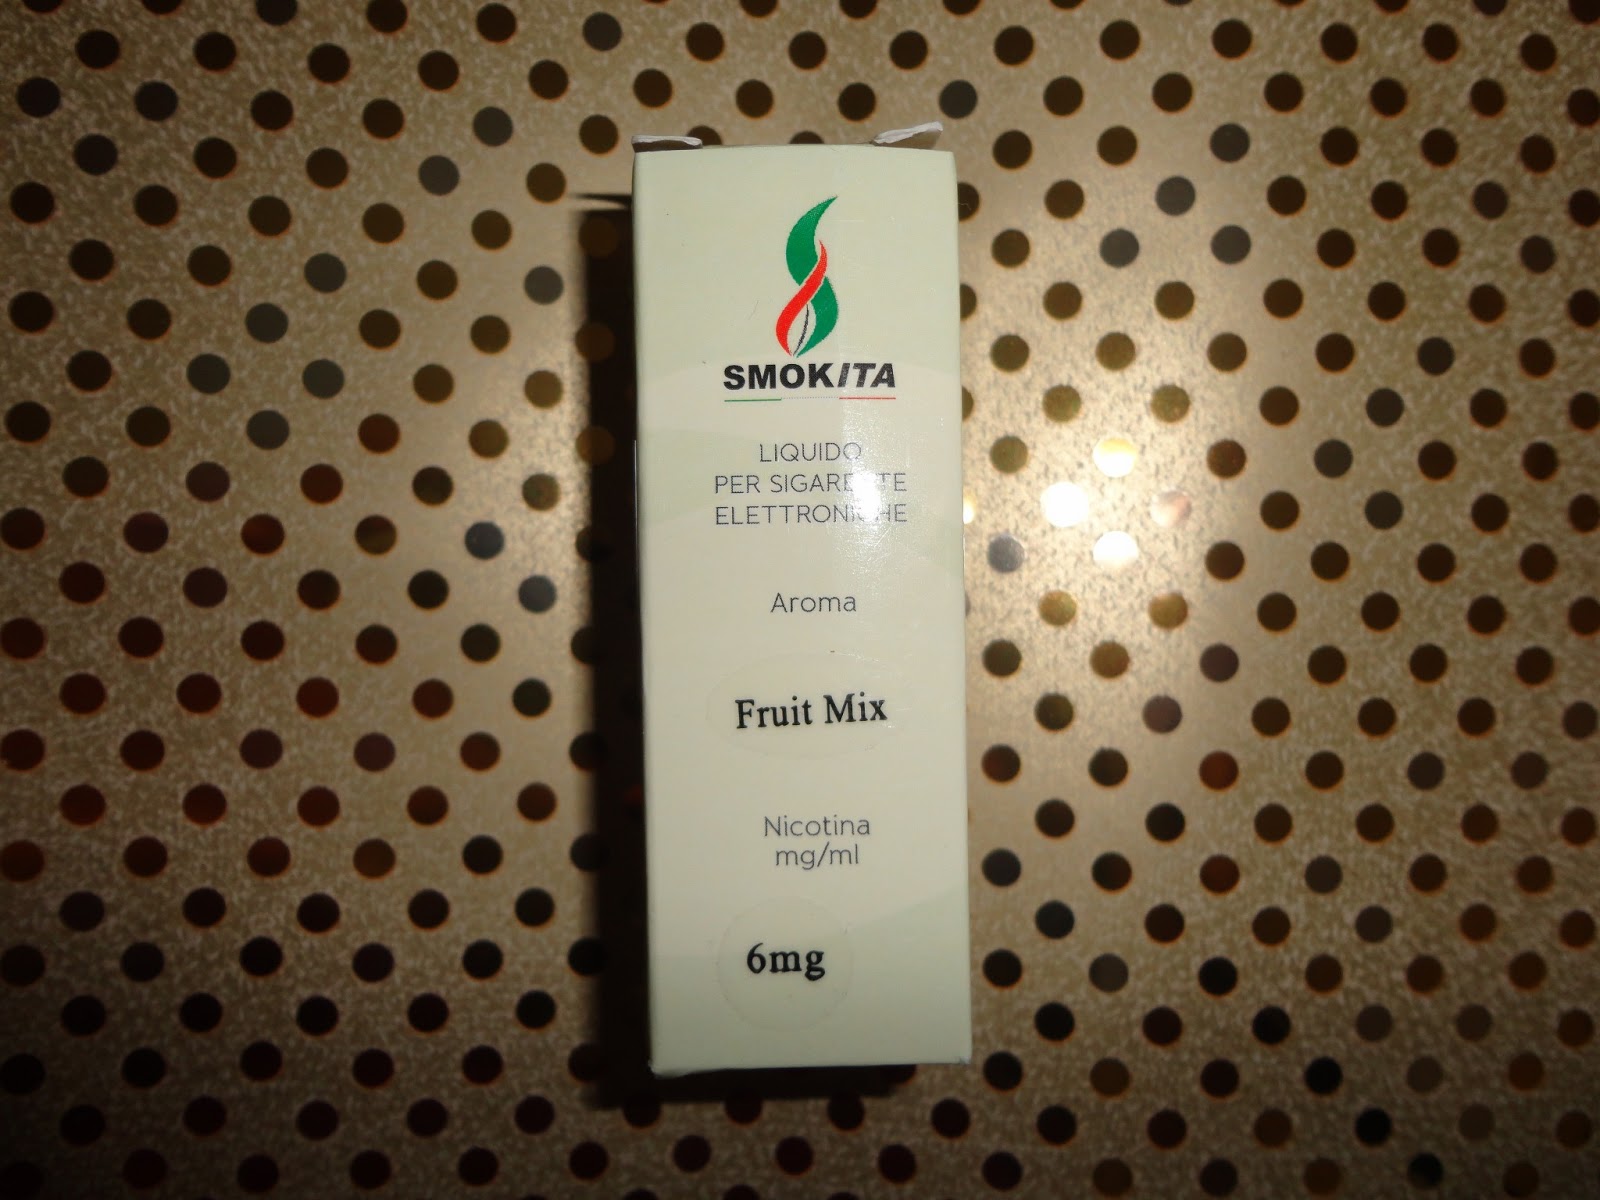 SMOKITA
LIQUIDO
PER SIGARETTE
ELETTRONICHE
Aroma
Fruit Mix
Nicotina
mg/ml
6mg